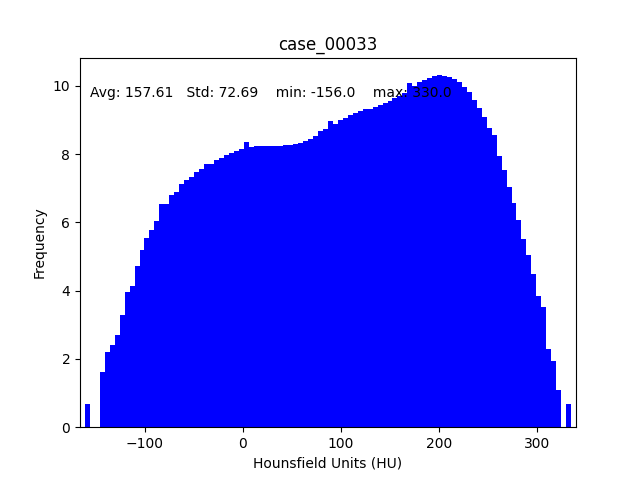 case_00033
Avg: 157.61 Std: 72.69 min: -156.0 max: 330.0
10
8
6
4
2
0
Frequency
−100 0 100 200 300
Hounsfield Units (HU)